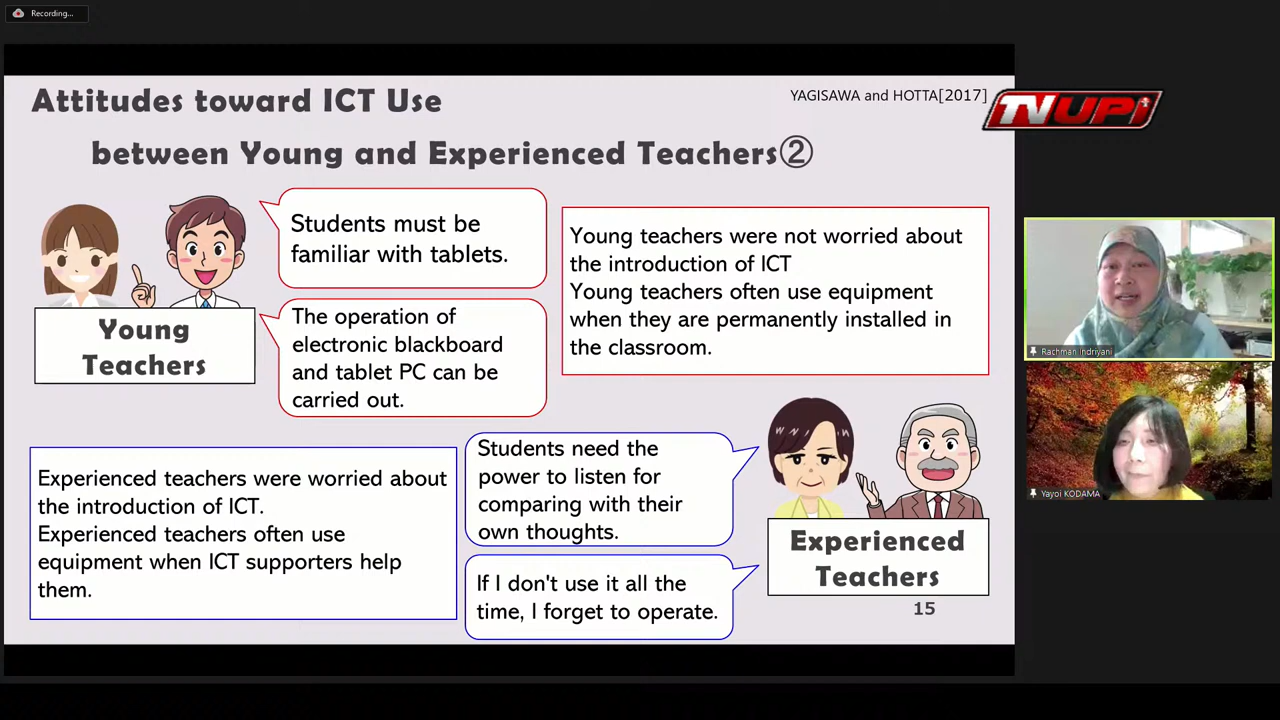 Recording...
Attitudes toward ICT Use
YAGISAWA and HOTTA[2017]
between Young and Experienced Teachers②
TVUPI
Students must be
familiar with tablets.
Young teachers were not worried about
the introduction of ICT
Young teachers often use equipment
when they are permanently installed in
the classroom.
Young
Teachers
The operation of
electronic blackboard
and tablet PC can be
carried out.
Rachman Indriyani
Experienced teachers were worried about
the introduction of ICT.
Experienced teachers often use
equipment when ICT supporters help
them.
Students need the
power to listen for
comparing with their
own thoughts.
Yayoi KODAMA
Experienced
Teachers
If I don't use it all the
time, I forget to operate.
15